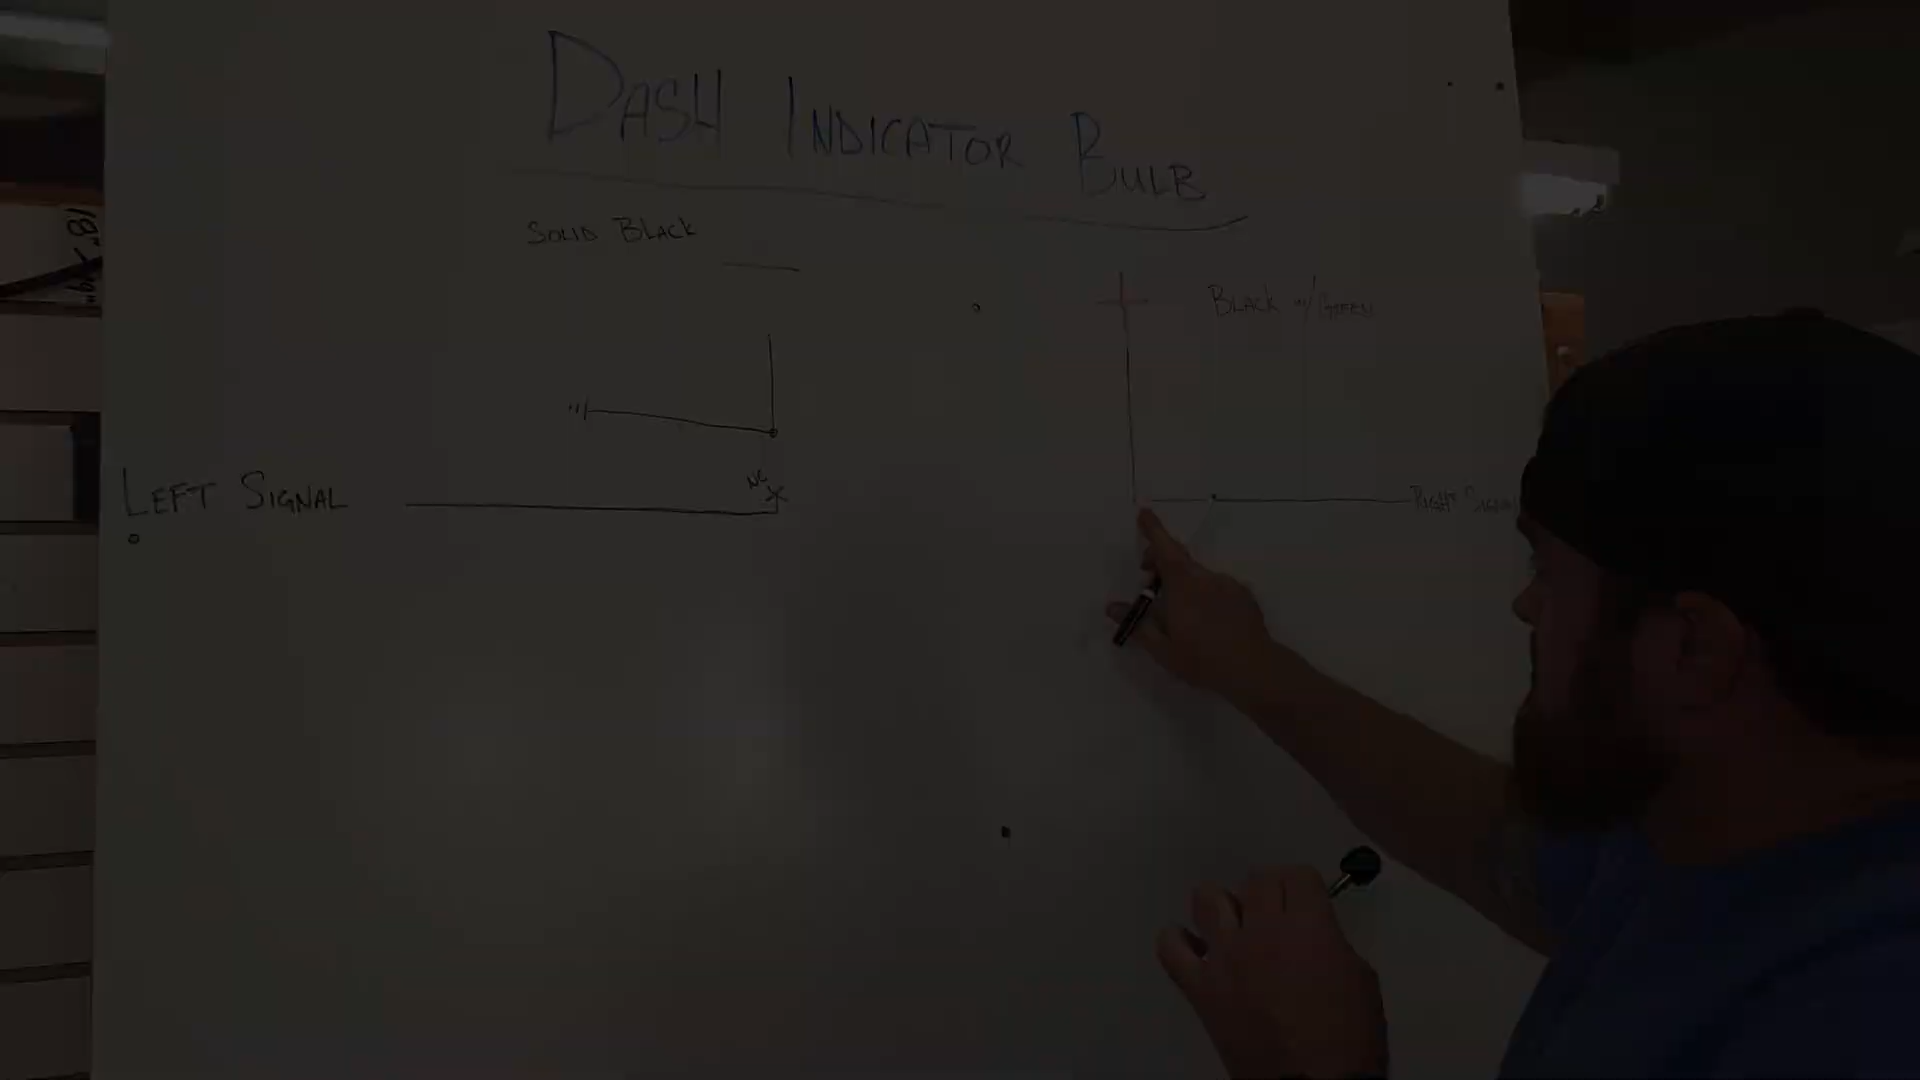 DASH INDICATOR BULB
SOLID BLACK
BLACK W/ GREEN
NC
LEFT SIGNAL
RIGHT SIGNAL